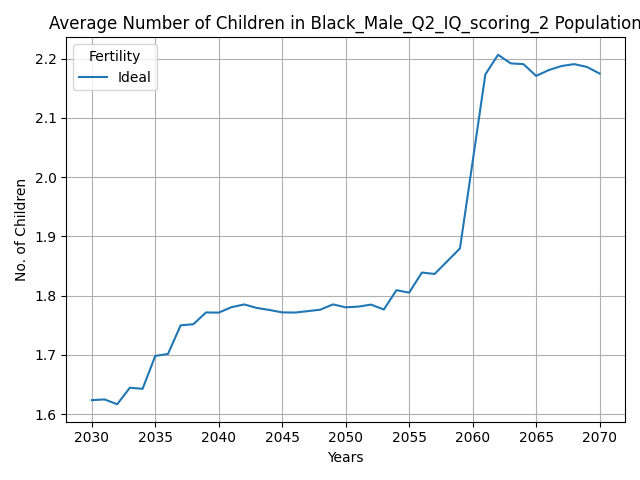 Average Number of Children in Black_Male_Q2_IQ_scoring_2 Population
Fertility
Ideal
No. of Children
2.2
2.1
2.0
1.9
1.8
1.7
1.6
2030 2035 2040 2045 2050 2055 2060 2065 2070
Years